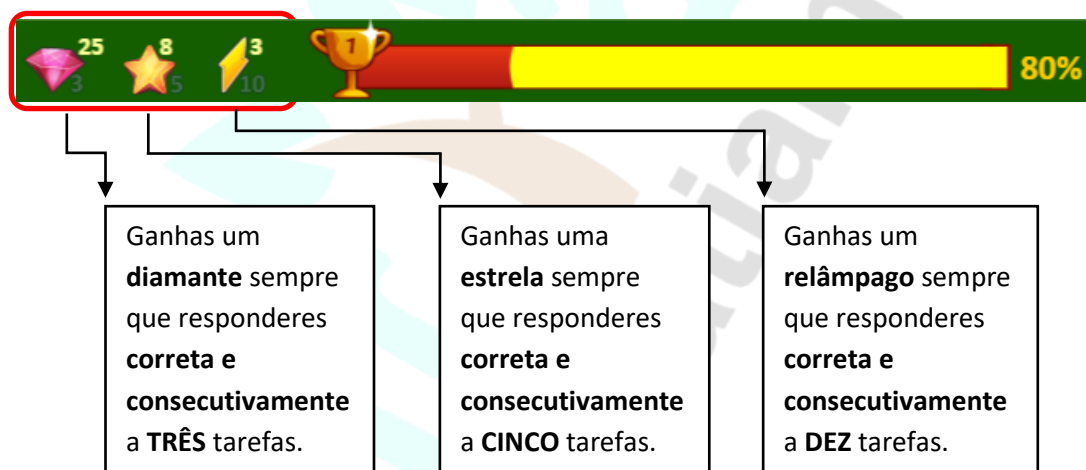 25 8 3 1
3 5 10 80%
Ganhas um
diamante sempre
que responderes
correta e
consecutivamente
a TRÊS tarefas.
Ganhas uma
estrela sempre
que responderes
correta e
consecutivamente
a CINCO tarefas.
Ganhas um
relâmpago sempre
que responderes
correta e
consecutivamente
a DEZ tarefas.